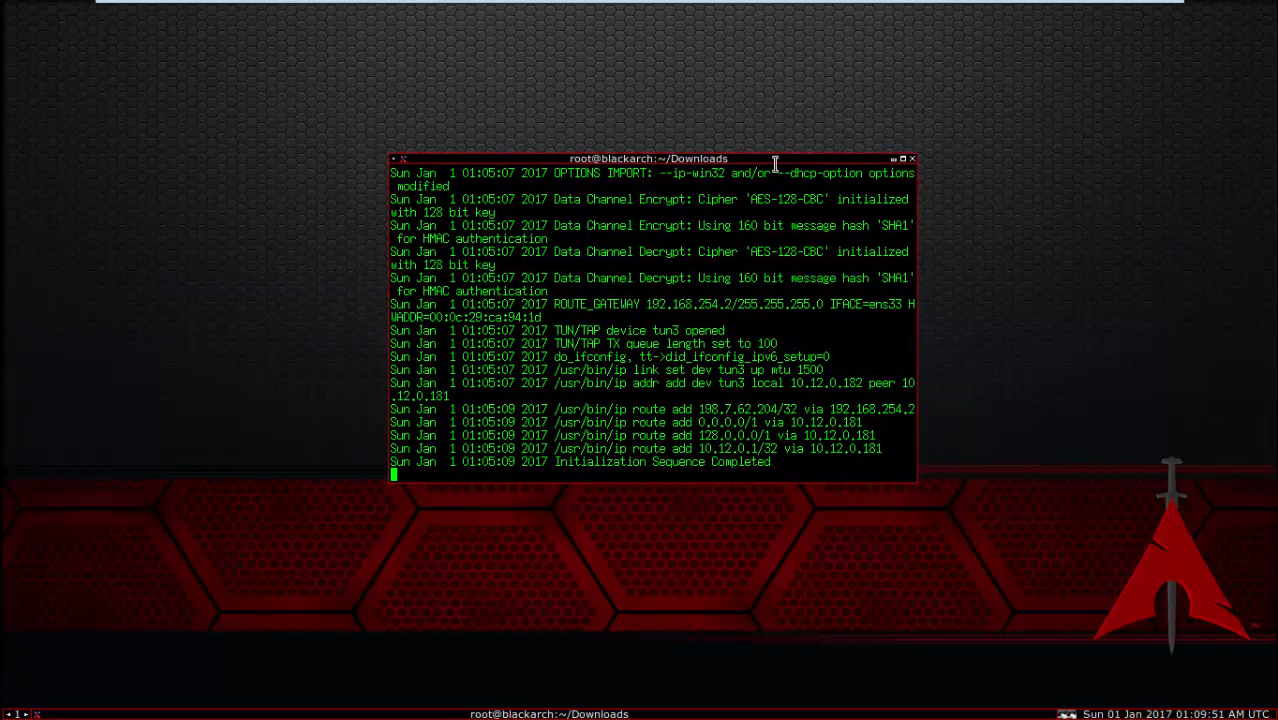 root@blackarch:~/Downloads
Sun Jan  1 01:05:07 2017 OPTIONS IMPORT: --ip-win32 and/or --dhcp-option options
 modified
Sun Jan  1 01:05:07 2017 Data Channel Encrypt: Cipher 'AES-128-CBC' initialized
with 128 bit key
Sun Jan  1 01:05:07 2017 Data Channel Encrypt: Using 160 bit message hash 'SHA1'
 for HMAC authentication
Sun Jan  1 01:05:07 2017 Data Channel Decrypt: Cipher 'AES-128-CBC' initialized
with 128 bit key
Sun Jan  1 01:05:07 2017 Data Channel Decrypt: Using 160 bit message hash 'SHA1'
 for HMAC authentication
Sun Jan  1 01:05:07 2017 ROUTE_GATEWAY 192.168.254.2/255.255.255.0 IFACE=ens33 H
WADDR=00:0c:29:ca:94:1d
Sun Jan  1 01:05:07 2017 TUN/TAP device tun3 opened
Sun Jan  1 01:05:07 2017 TUN/TAP TX queue length set to 100
Sun Jan  1 01:05:07 2017 do_ifconfig, tt->did_ifconfig_ipv6_setup=0
Sun Jan  1 01:05:07 2017 /usr/bin/ip link set dev tun3 up mtu 1500
Sun Jan  1 01:05:07 2017 /usr/bin/ip addr add dev tun3 local 10.12.0.182 peer 10
.12.0.181
Sun Jan  1 01:05:09 2017 /usr/bin/ip route add 198.7.62.204/32 via 192.168.254.2
Sun Jan  1 01:05:09 2017 /usr/bin/ip route add 0.0.0.0/1 via 10.12.0.181
Sun Jan  1 01:05:09 2017 /usr/bin/ip route add 128.0.0.0/1 via 10.12.0.181
Sun Jan  1 01:05:09 2017 /usr/bin/ip route add 10.12.0.1/32 via 10.12.0.181
Sun Jan  1 01:05:09 2017 Initialization Sequence Completed
1
root@blackarch:~/Downloads
Sun 01 Jan 2017 01:09:51 AM UTC